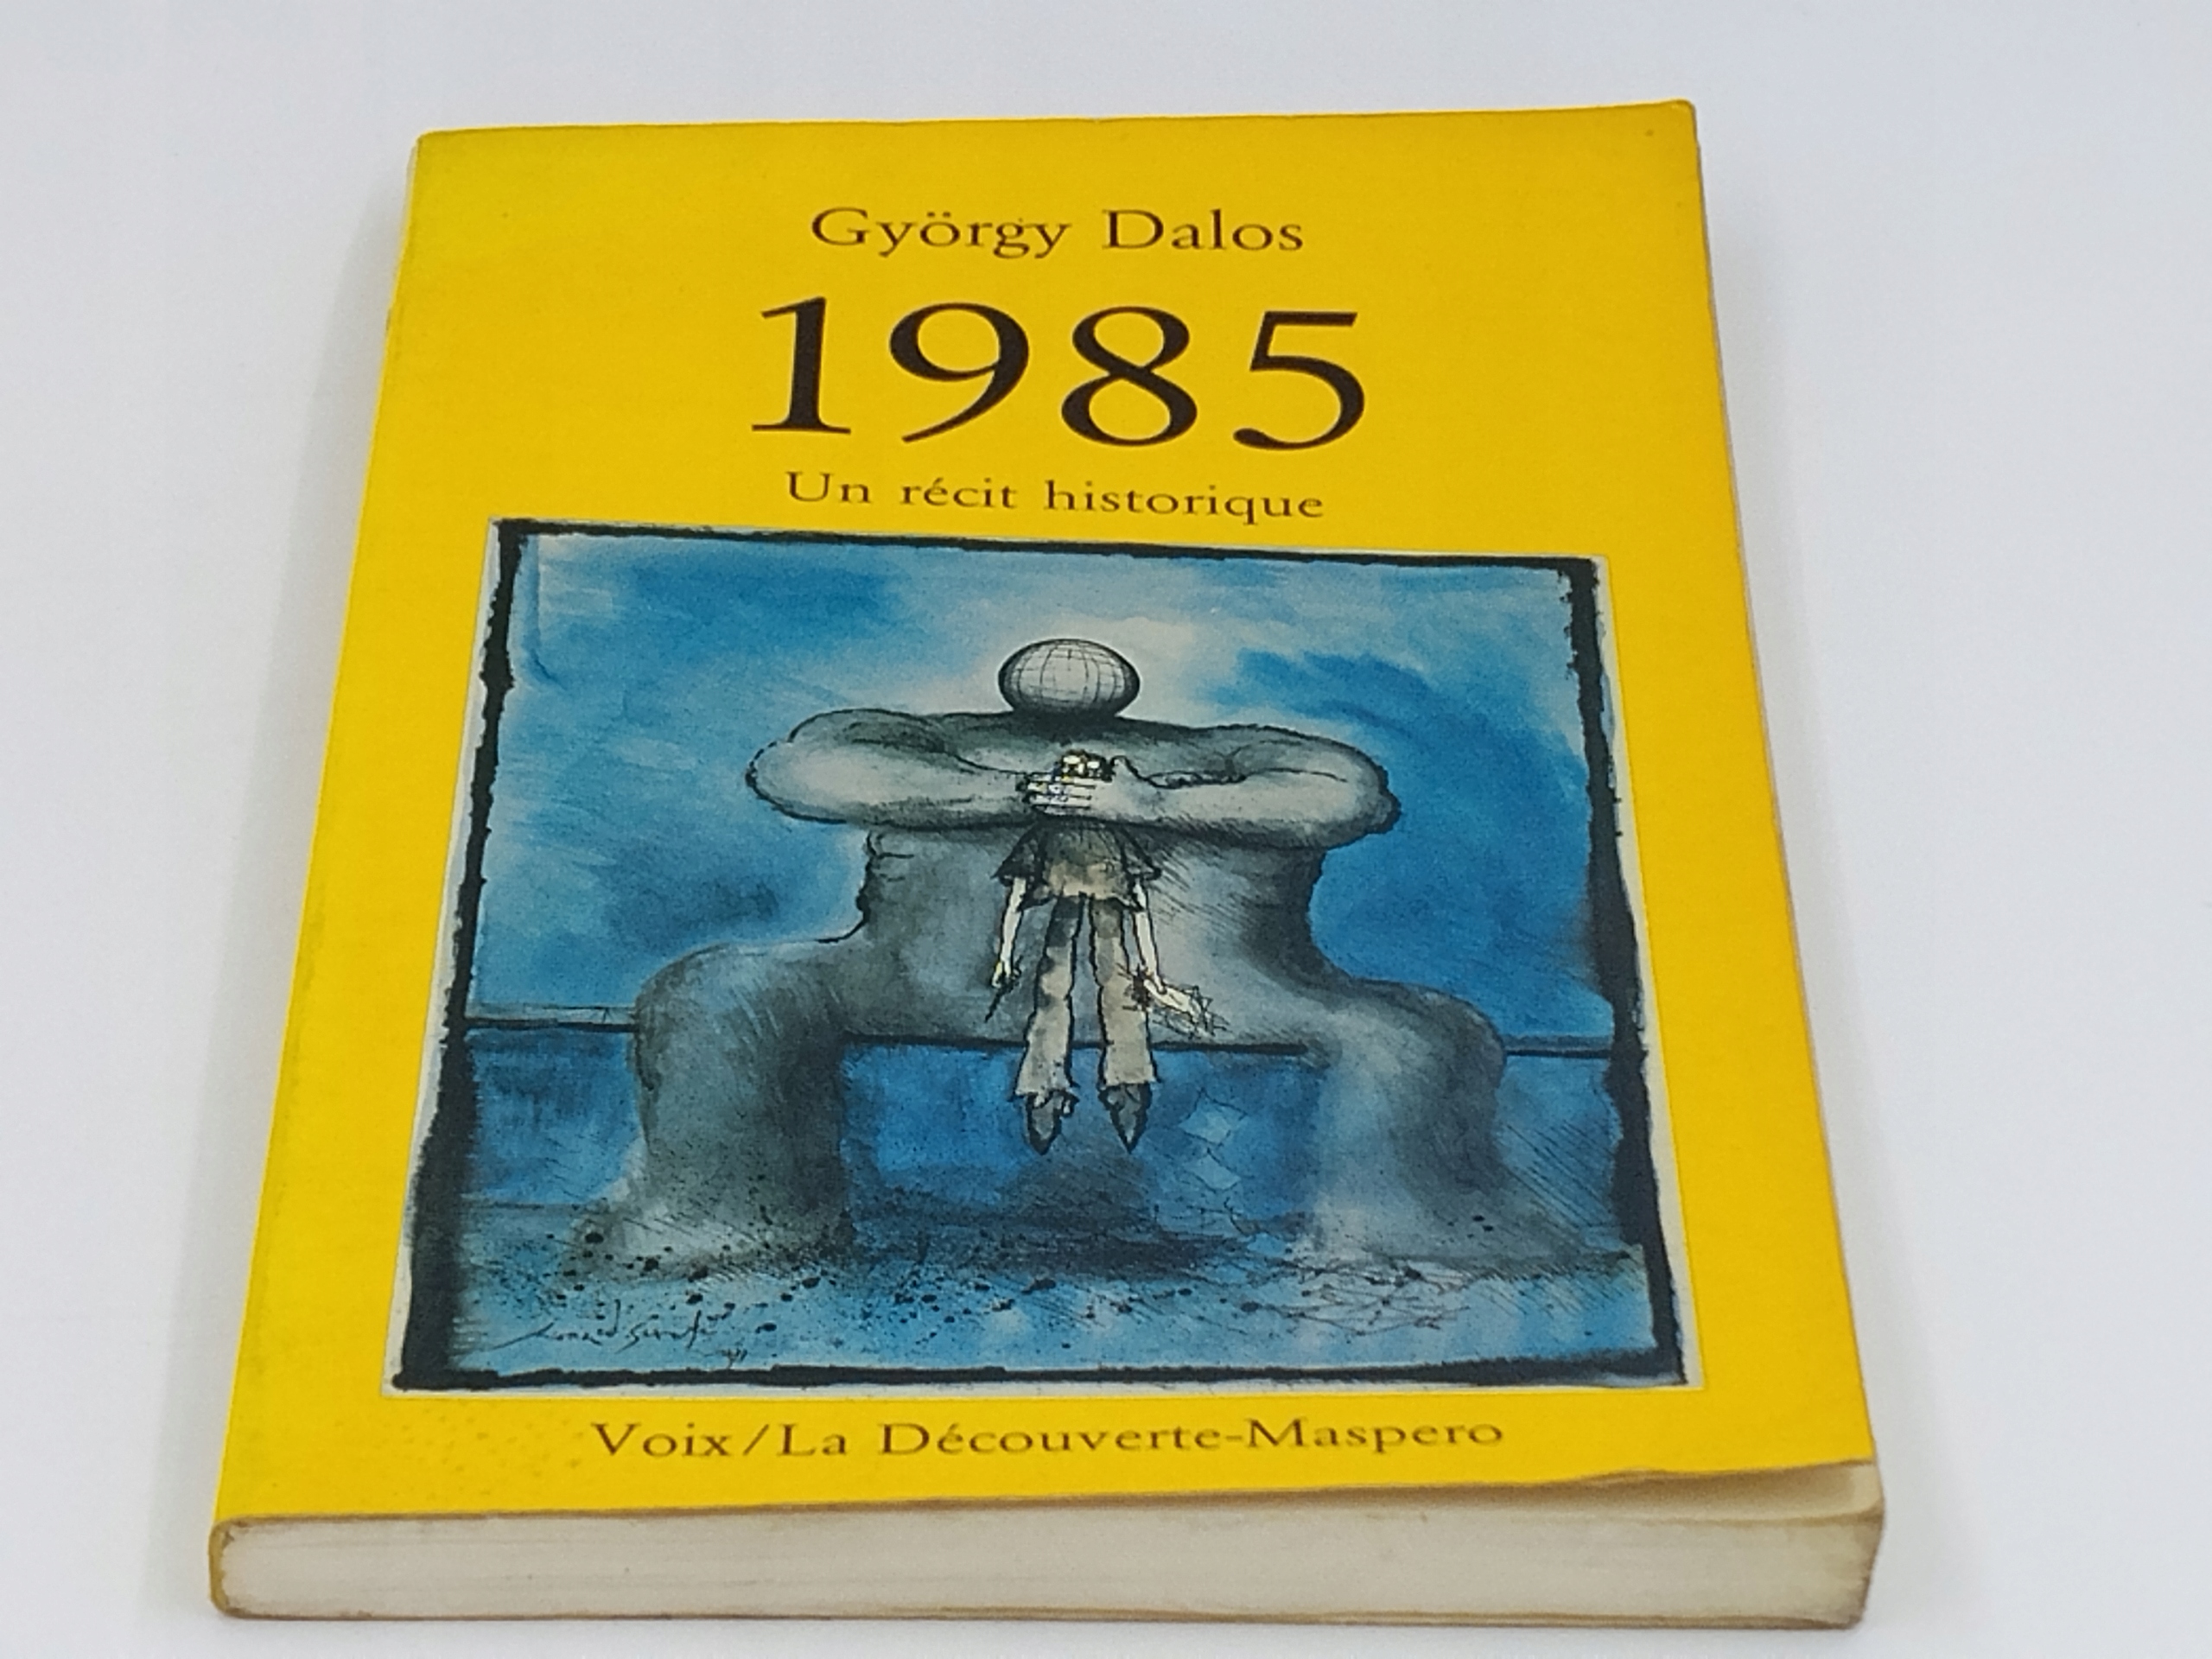 György Dalos
1985
Un récit historique
Voix/La Découverte-Maspero